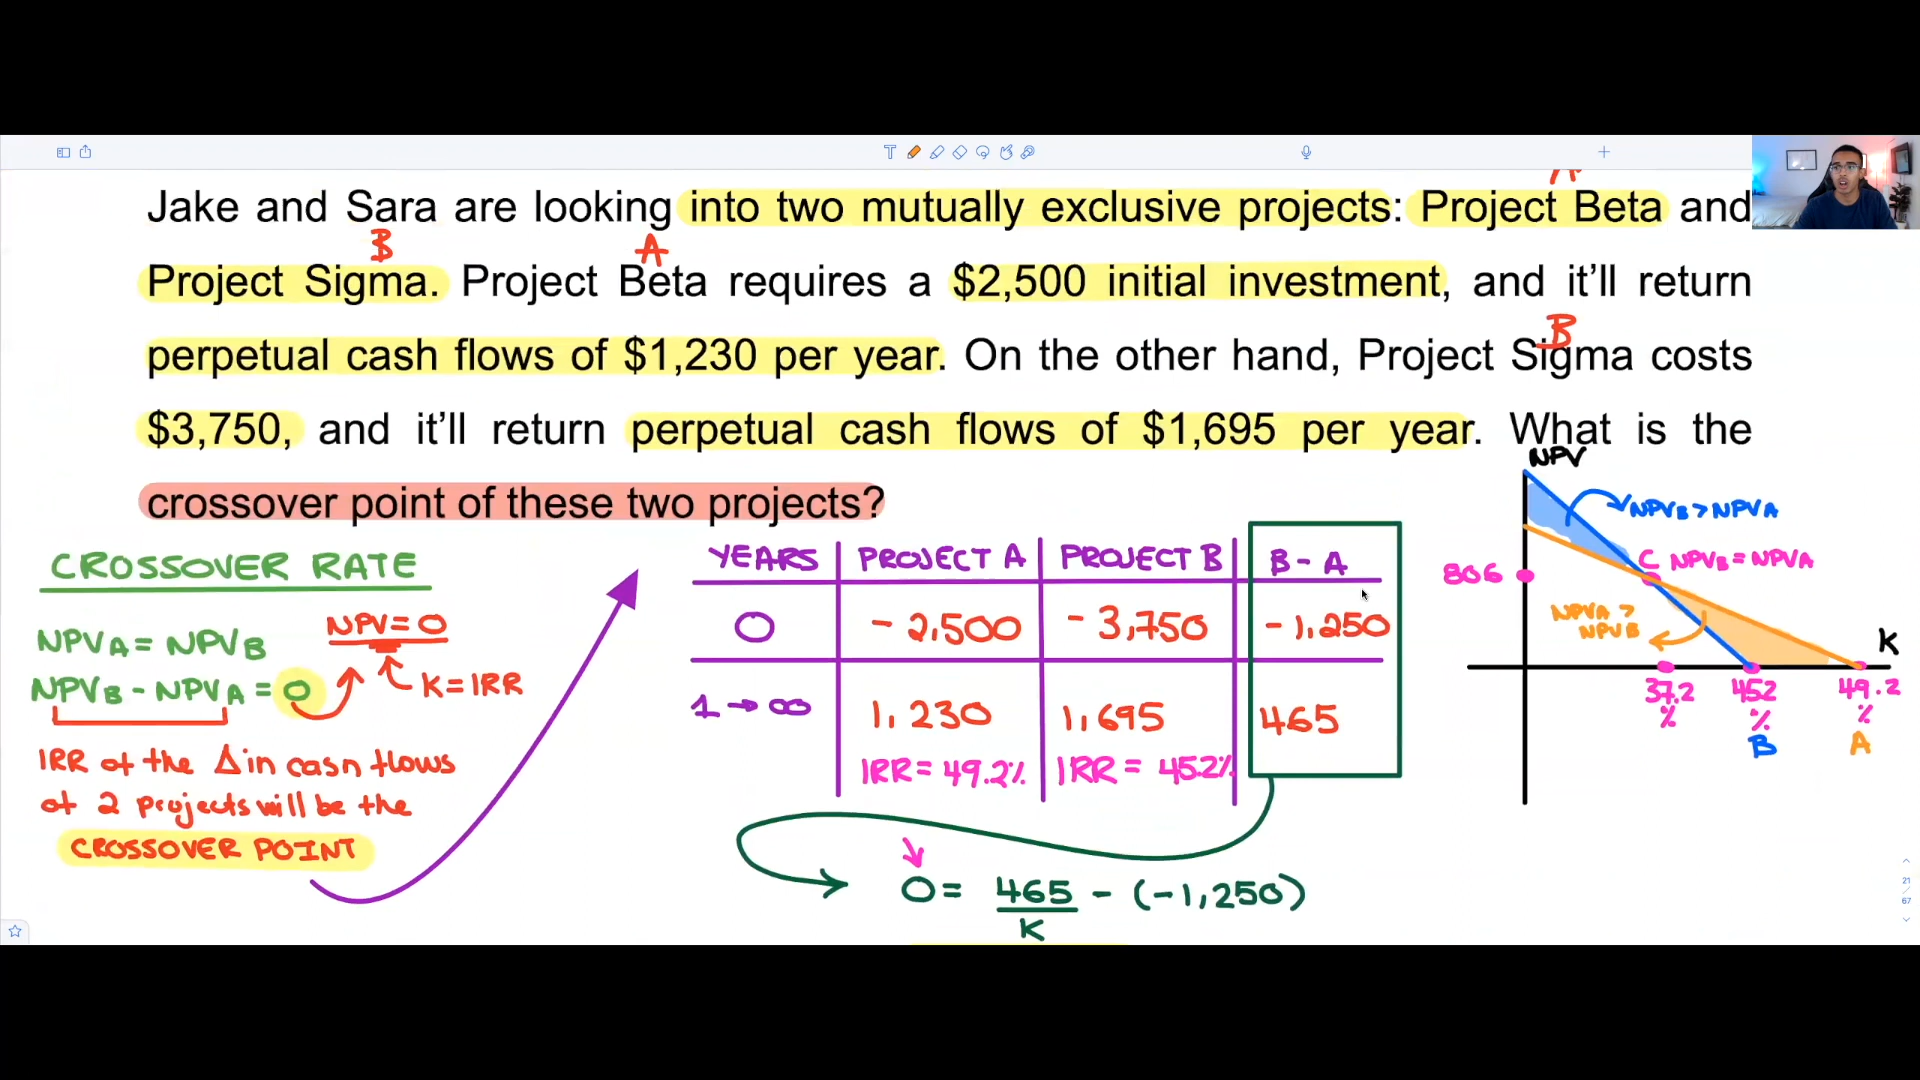 Jake and Sara are looking into two mutually exclusive projects: Project Beta and
B
A
Project Sigma. Project Beta requires a $2,500 initial investment, and it'll return
B
perpetual cash flows of $1,230 per year. On the other hand, Project Sigma costs
$3,750, and it'll return perpetual cash flows of $1,695 per year. What is the
crossover point of these two projects?
CROSSOVER RATE
NPVA = NPVB
NPV=0
NPVB - NPVA = 0
K=IRR
IRR of the Δ in cash flows
of 2 projects will be the
CROSSOVER POINT
YEARS PROJECT A PROJECT B B - A
0 - 2,500 - 3,750 - 1,250
1 → ∞ 1,230 1,695 465
IRR = 49.2% IRR = 45.2%
0 = 465/K - (-1,250)
NPV
NPVB > NPVA
C NPVB = NPVA
806
NPVA >
NPVB
K
37.2 452 49.2
% % %
B A
21
67